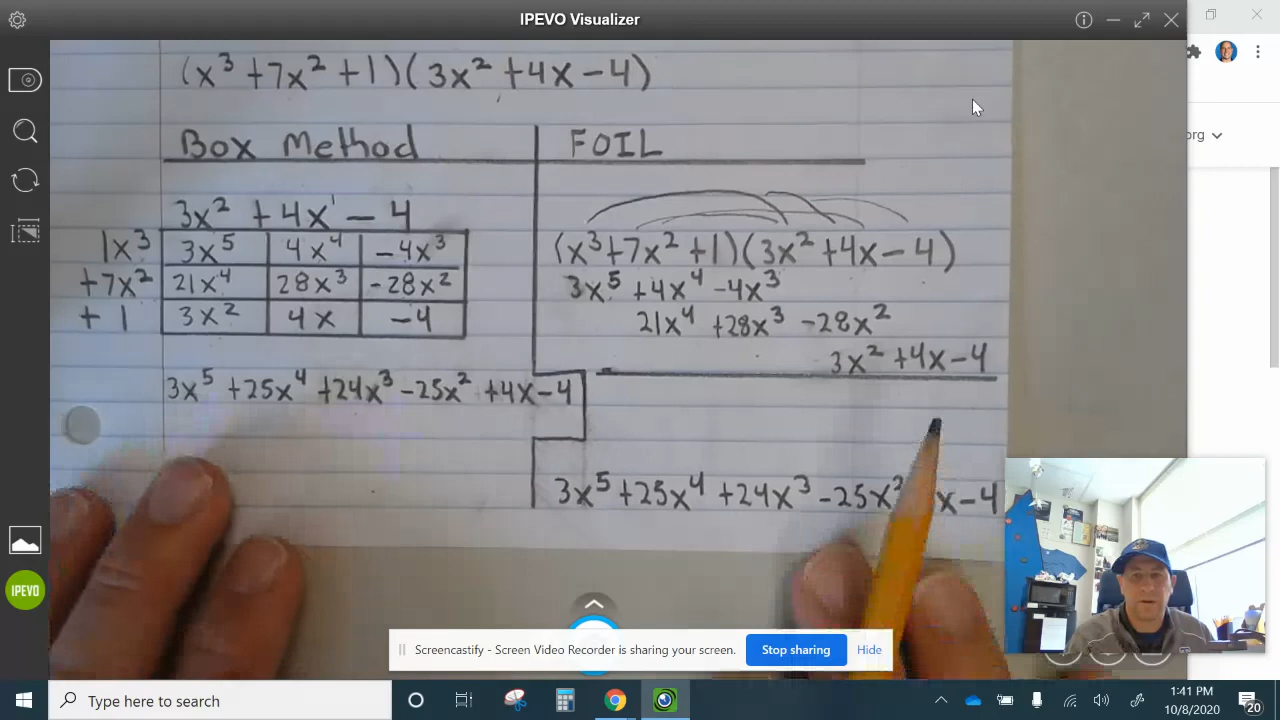 IPEVO Visualizer
(x³ +7x² +1)(3x² +4x −4)
Box Method
FOIL
3x² +4x¹ − 4
1x³ 3x⁵ 4x⁴ −4x³
+7x² 21x⁴ 28x³ −28x²
+ 1 3x² 4x −4
3x⁵ +25x⁴ +24x³ −25x² +4x−4
(x³+7x² +1)(3x²+4x−4)
3x⁵ +4x⁴ −4x³
21x⁴ +28x³ −28x²
3x² +4x−4
3x⁵ +25x⁴ +24x³ −25x² x−4
org
IPEVO
Screencastify - Screen Video Recorder is sharing your screen.
Stop sharing
Hide
Type here to search
1:41 PM
10/8/2020
20